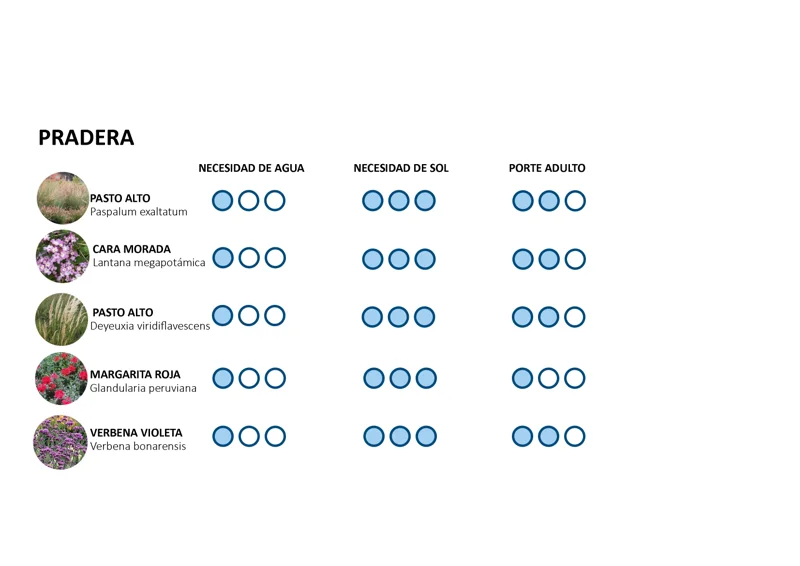 PRADERA
NECESIDAD DE AGUA
NECESIDAD DE SOL
PORTE ADULTO
PASTO ALTO
Paspalum exaltatum
CARA MORADA
Lantana megapotámica
PASTO ALTO
Deyeuxia viridiflavescens
MARGARITA ROJA
Glandularia peruviana
VERBENA VIOLETA
Verbena bonarensis